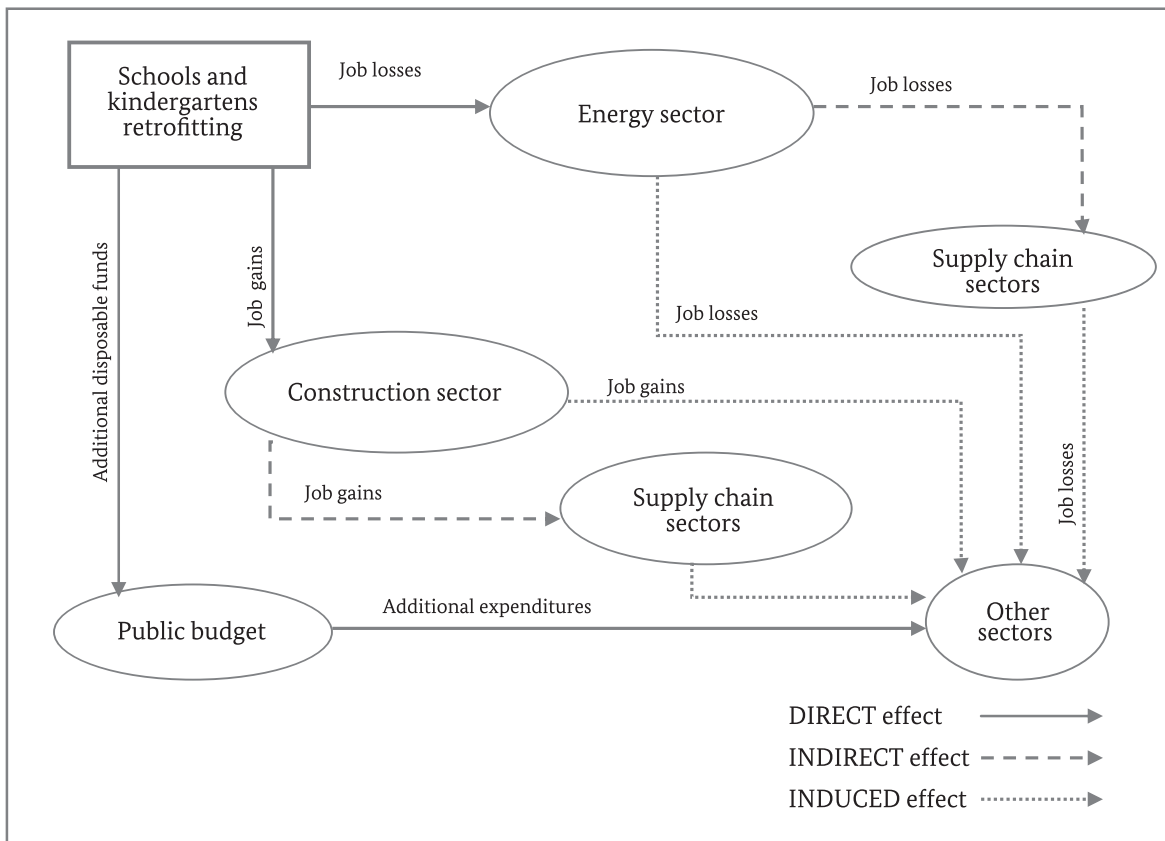 Schools and
kindergartens
retrofitting
Job losses
Energy sector
Job losses
Supply chain
sectors
Additional disposable funds
Job gains
Job losses
Construction sector
Job gains
Job gains
Supply chain
sectors
Job losses
Public budget
Additional expenditures
Other
sectors
DIRECT effect
INDIRECT effect
INDUCED effect